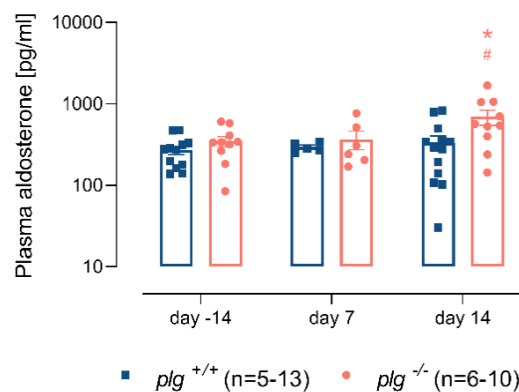 Plasma aldosterone [pg/ml]
10000
1000
100
10
*
#
day -14 day 7 day 14
plg +/+ (n=5-13) plg -/- (n=6-10)